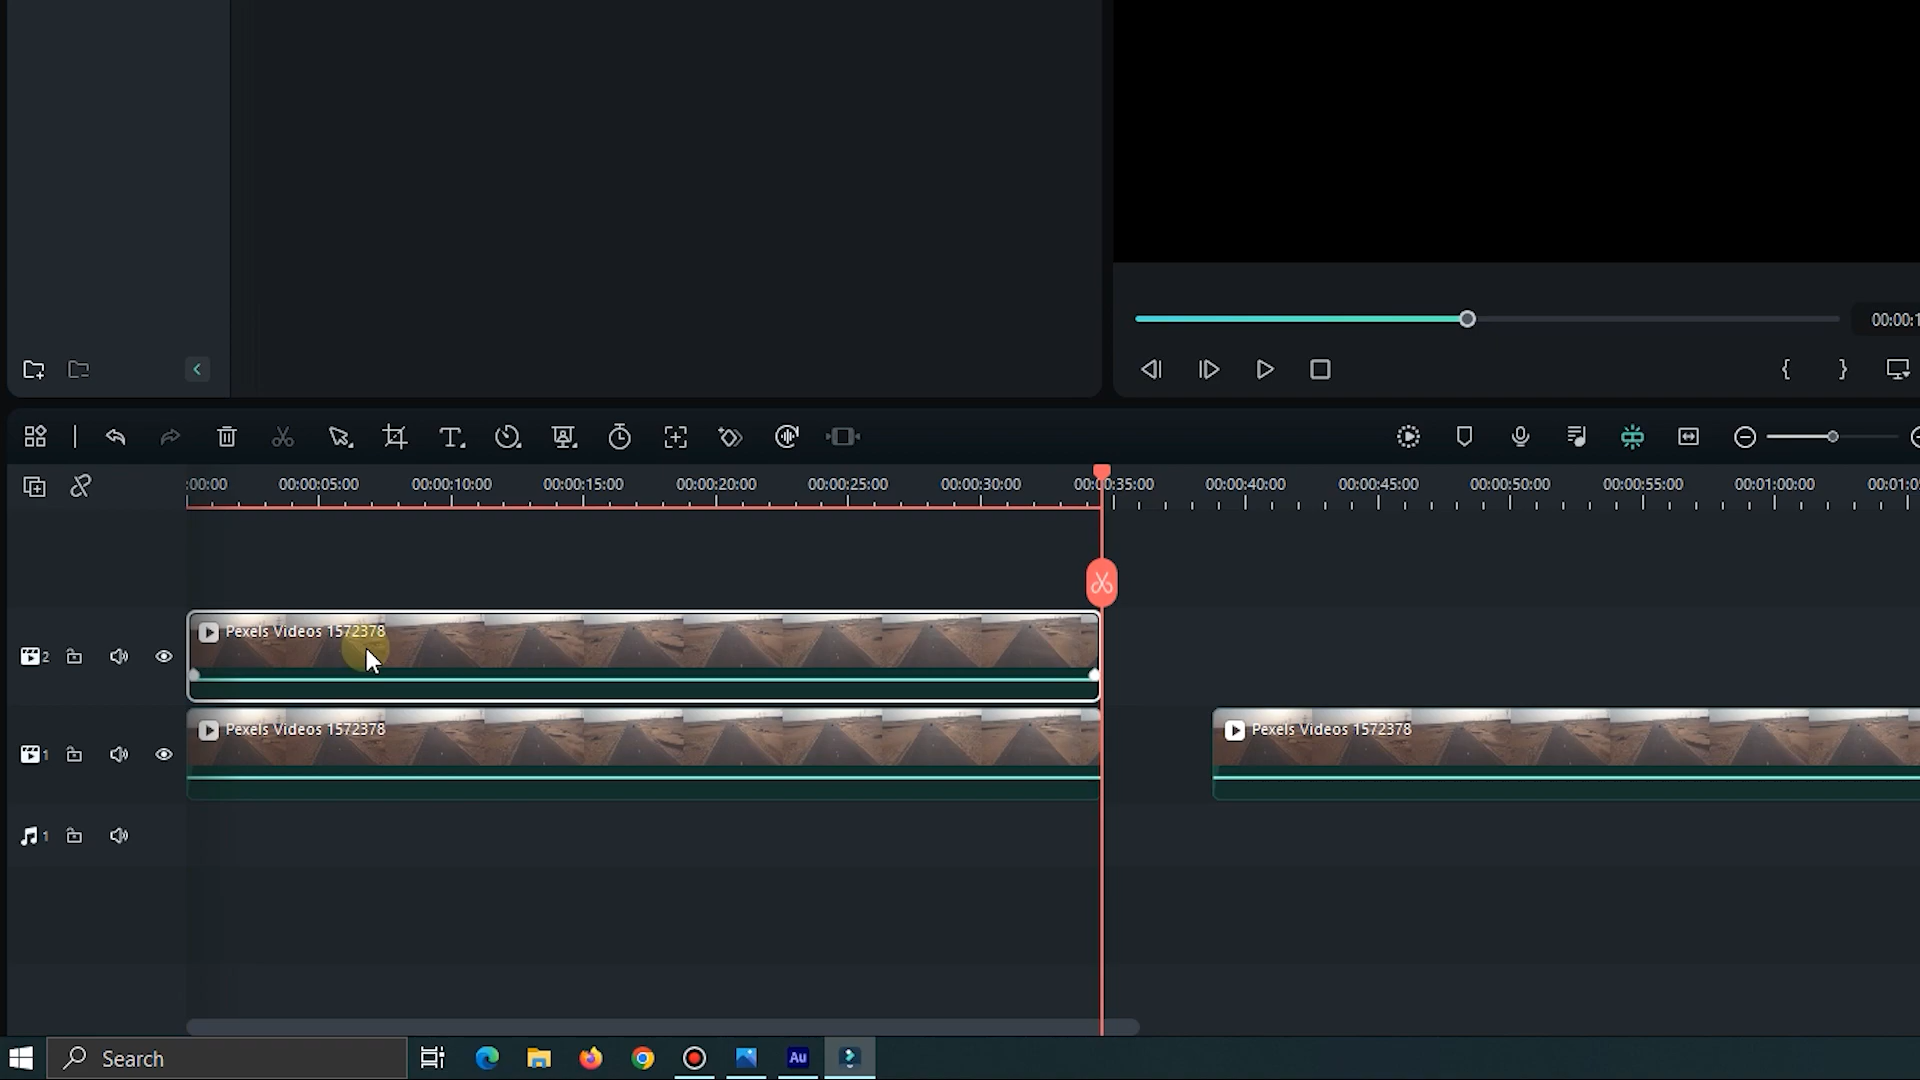 00:00:1
:00:00 00:00:05:00 00:00:10:00 00:00:15:00 00:00:20:00 00:00:25:00 00:00:30:00 00:00:35:00 00:00:40:00 00:00:45:00 00:00:50:00 00:00:55:00 00:01:00:00 00:01:05
Pexels Videos 1572378
2
Pexels Videos 1572378 Pexels Videos 1572378
1
1
Search Au